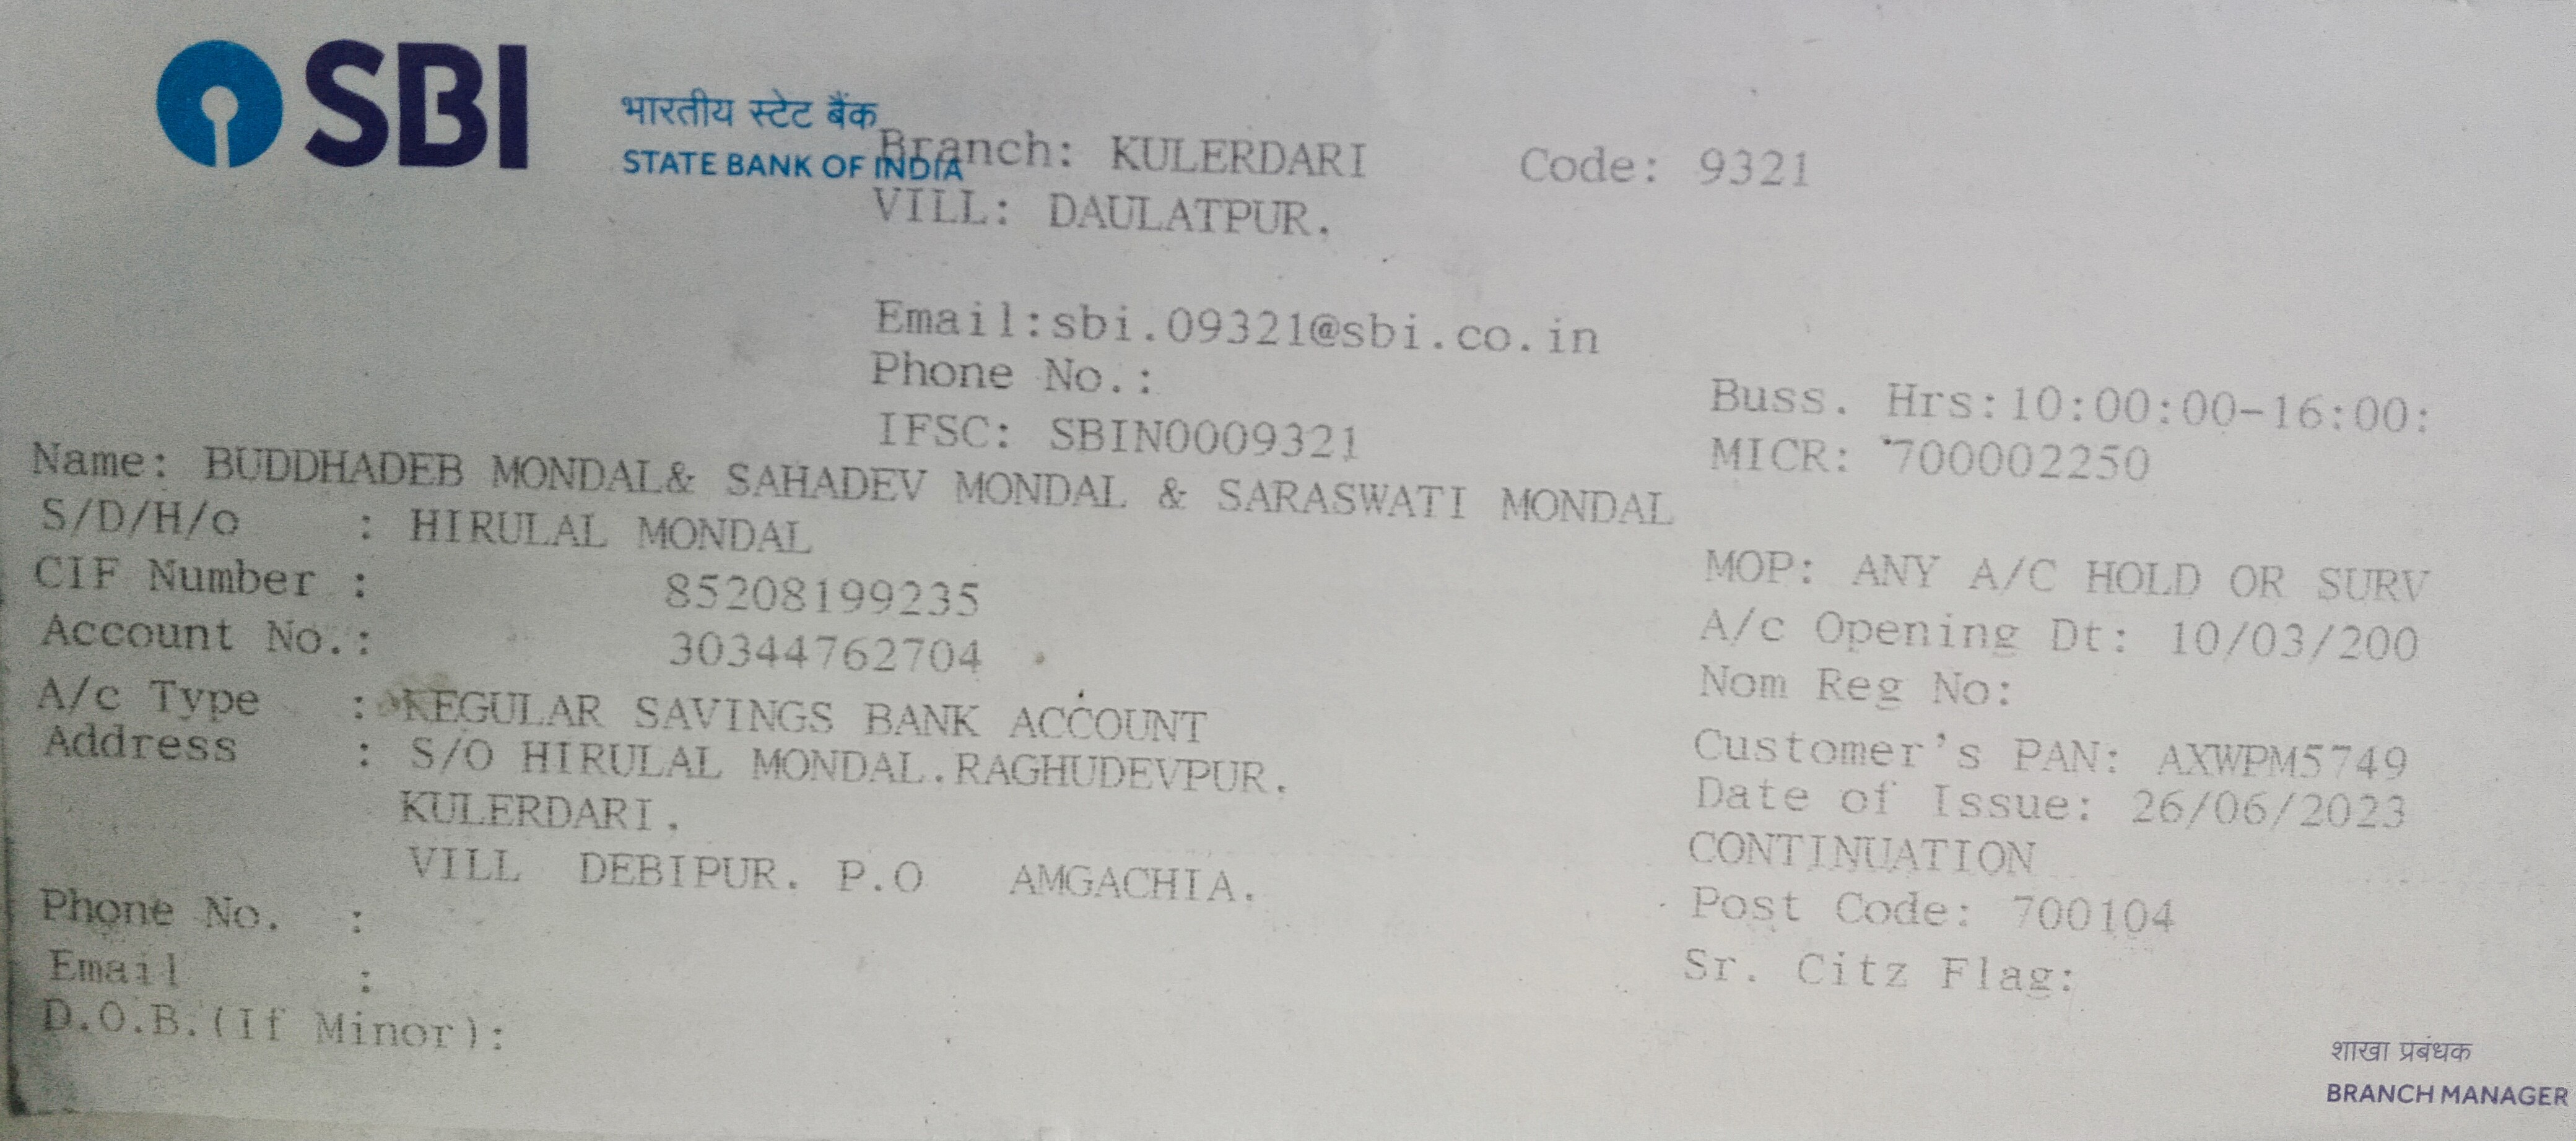 SBI
भारतीय स्टेट बैंक
STATE BANK OF INDIA
Branch: KULERDARI Code: 9321
VILL: DAULATPUR.
Email:sbi.09321@sbi.co.in
Phone No.:
Buss. Hrs:10:00:00-16:00:
IFSC: SBIN0009321
MICR: 700002250
Name: BUDDHADEB MONDAL& SAHADEV MONDAL & SARASWATI MONDAL
S/D/H/o : HIRULAL MONDAL
MOP: ANY A/C HOLD OR SURV
CIF Number : 85208199235
A/c Opening Dt: 10/03/200
Account No.: 30344762704
Nom Reg No:
A/c Type : REGULAR SAVINGS BANK ACCOUNT
Customer's PAN: AXWPM5749
Address : S/O HIRULAL MONDAL.RAGHUDEVPUR.
Date of Issue: 26/06/2023
KULERDARI.
CONTINUATION
VILL DEBIPUR. P.O AMGACHIA.
Post Code: 700104
Phone No. :
Sr. Citz Flag:
Email :
D.O.B.(If Minor):
शाखा प्रबंधक
BRANCH MANAGER